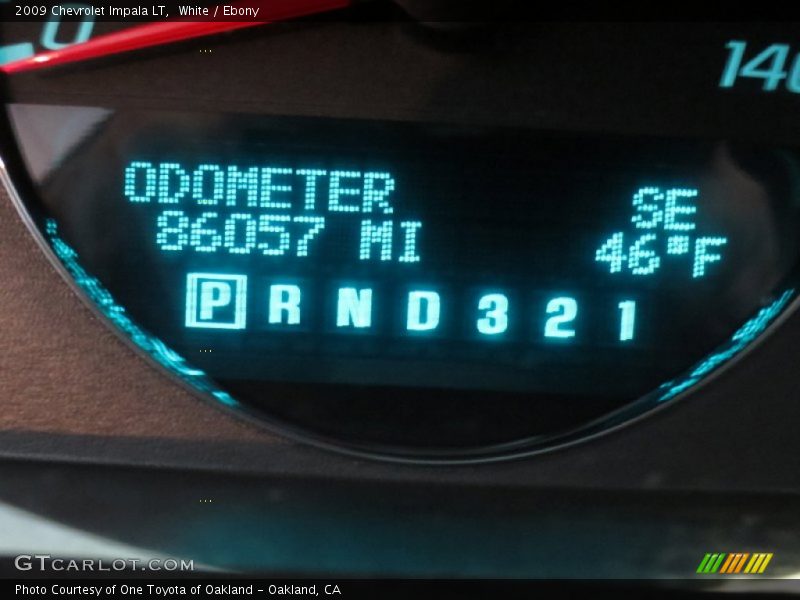 2009 Chevrolet Impala LT,  White / Ebony
0
140
ODOMETER
86057 MI
SE
46°F
P R N D 3 2 1
GTCARLOT.COM
Photo Courtesy of One Toyota of Oakland - Oakland, CA